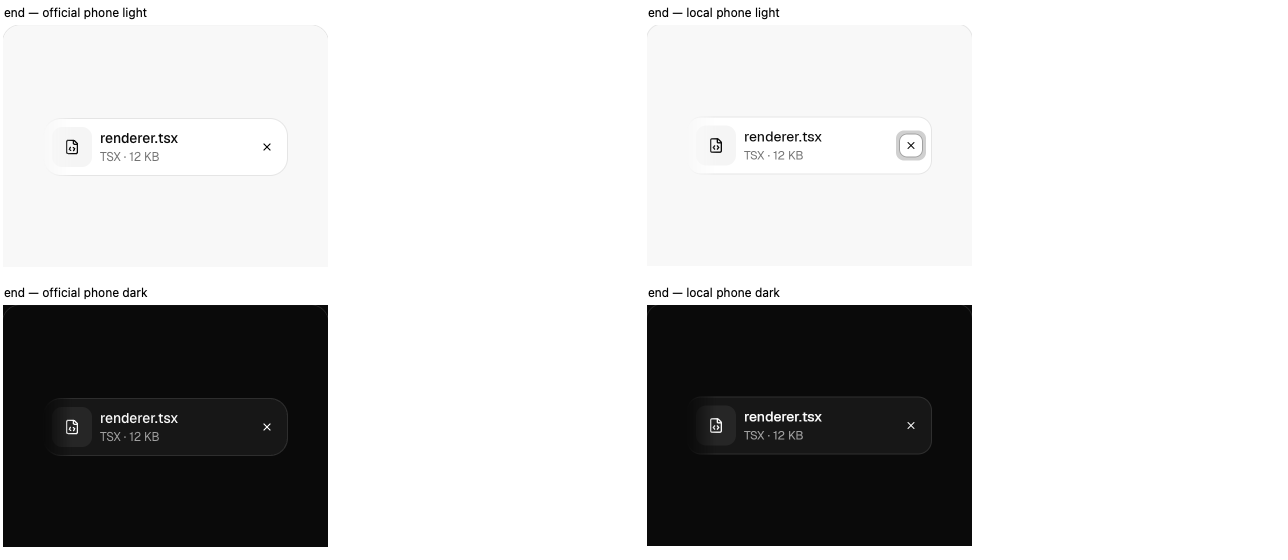 end — official phone light
end — local phone light
renderer.tsx
TSX · 12 KB
renderer.tsx
TSX · 12 KB
end — official phone dark
end — local phone dark
renderer.tsx
TSX · 12 KB
renderer.tsx
TSX · 12 KB